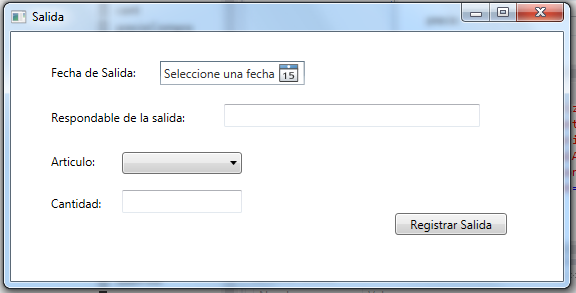 Salida
Fecha de Salida:
Seleccione una fecha
15
Respondable de la salida:
Articulo:
Cantidad:
Registrar Salida